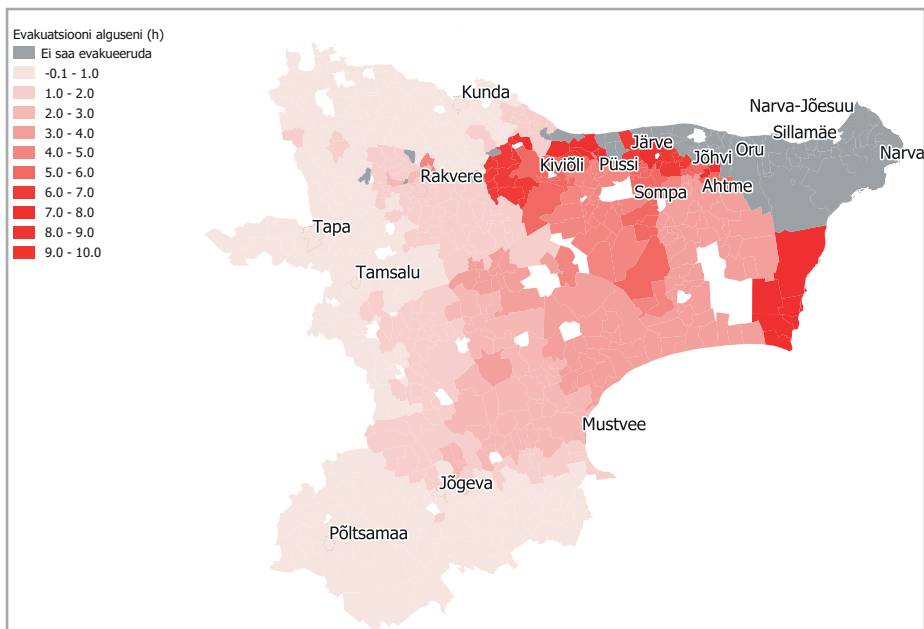 Evakuatsiooni alguseni (h)
Ei saa evakueeruda
-0.1 - 1.0
1.0 - 2.0
2.0 - 3.0
3.0 - 4.0
4.0 - 5.0
5.0 - 6.0
6.0 - 7.0
7.0 - 8.0
8.0 - 9.0
9.0 - 10.0
Kunda
Narva-Jõesuu
Sillamäe
Narva
Järve
Oru
Jõhvi
Kiviõli
Püssi
Rakvere
Sompa
Ahtme
Tapa
Tamsalu
Mustvee
Jõgeva
Põltsamaa